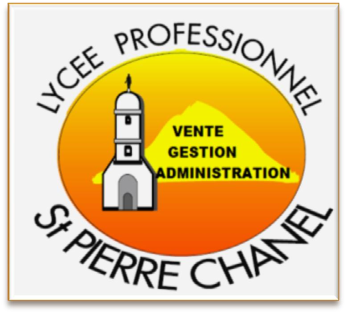 LYCEE PROFESSIONNEL
VENTE
GESTION
ADMINISTRATION
St PIERRE CHANEL